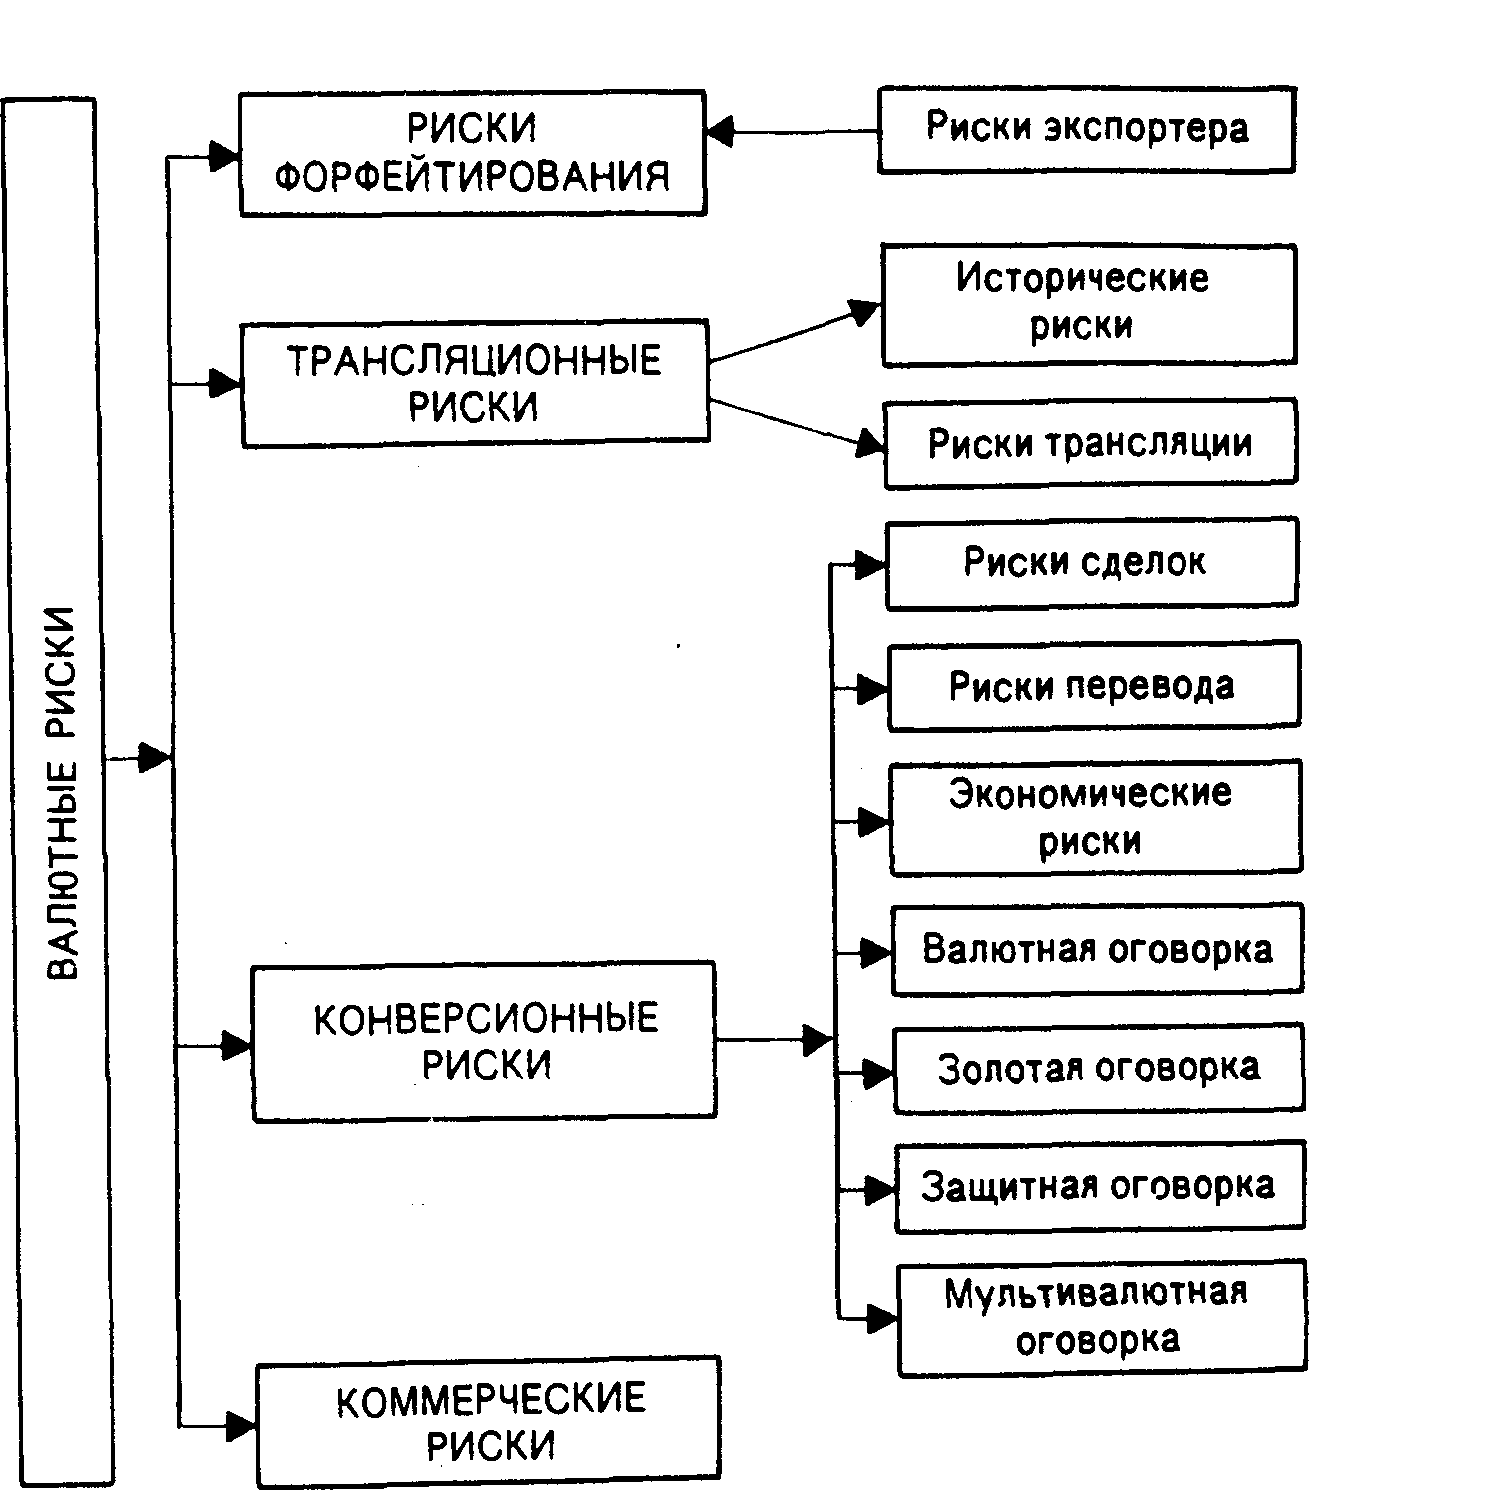 ВАЛЮТНЫЕ РИСКИ
РИСКИ
ФОРФЕЙТИРОВАНИЯ
Риски экспортера
ТРАНСЛЯЦИОННЫЕ
РИСКИ
Исторические
риски
Риски трансляции
КОНВЕРСИОННЫЕ
РИСКИ
Риски сделок
Риски перевода
Экономические
риски
Валютная оговорка
Золотая оговорка
Защитная оговорка
Мультивалютная
оговорка
КОММЕРЧЕСКИЕ
РИСКИ